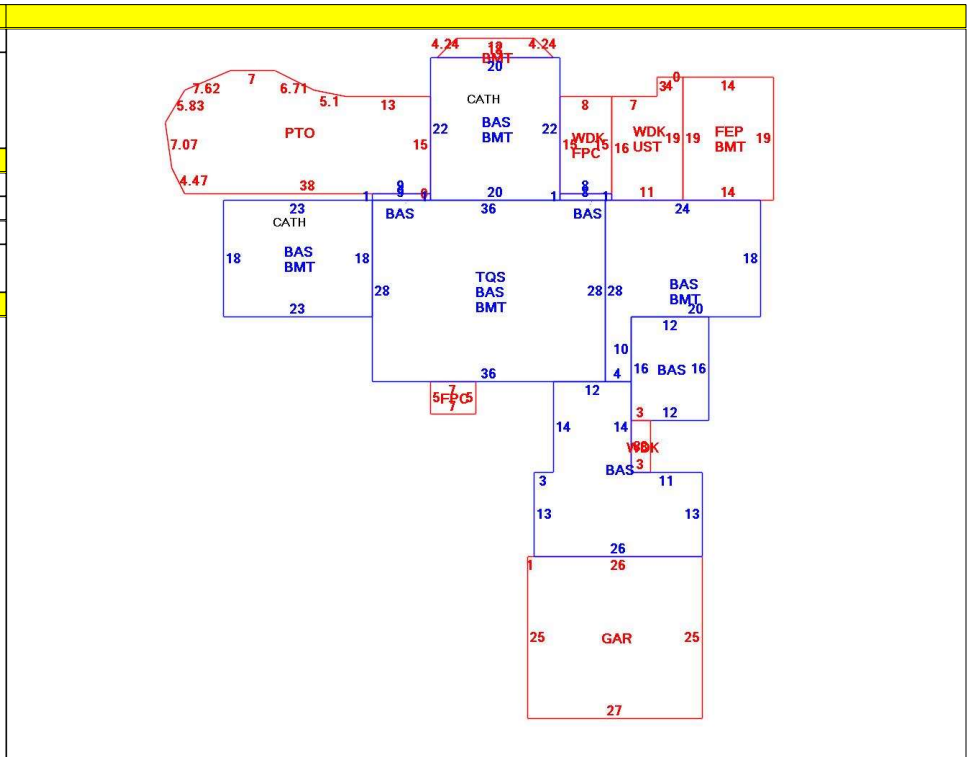 4.24 4.24
BMT
20
7.62 7 6.71
5.83 5.1 13
CATH
8 7 34 0 14
PTO 22 BAS 22
BMT
7.07 15
15 WDK 15
FPC
16 WDK 19
UST
19 FEP 19
BMT
4.47 38
1 9 20 1 8 1 11 14
23 BAS 36 BAS 24
CATH
18 BAS 18
BMT
28 TQS 28 28
BAS
BMT
BAS 18
BMT
20
23
12
10
16 BAS 16
36 4
7
5 FPC 5
7
12
14 14
3 12
WDK
3
BAS
3 11
13 13
26
1 26
25 GAR 25
27